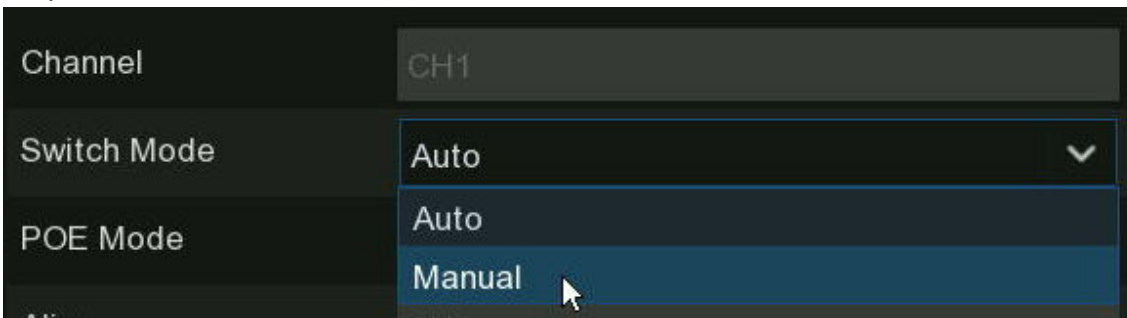 Channel CH1
Switch Mode Auto
Auto
POE Mode
Manual